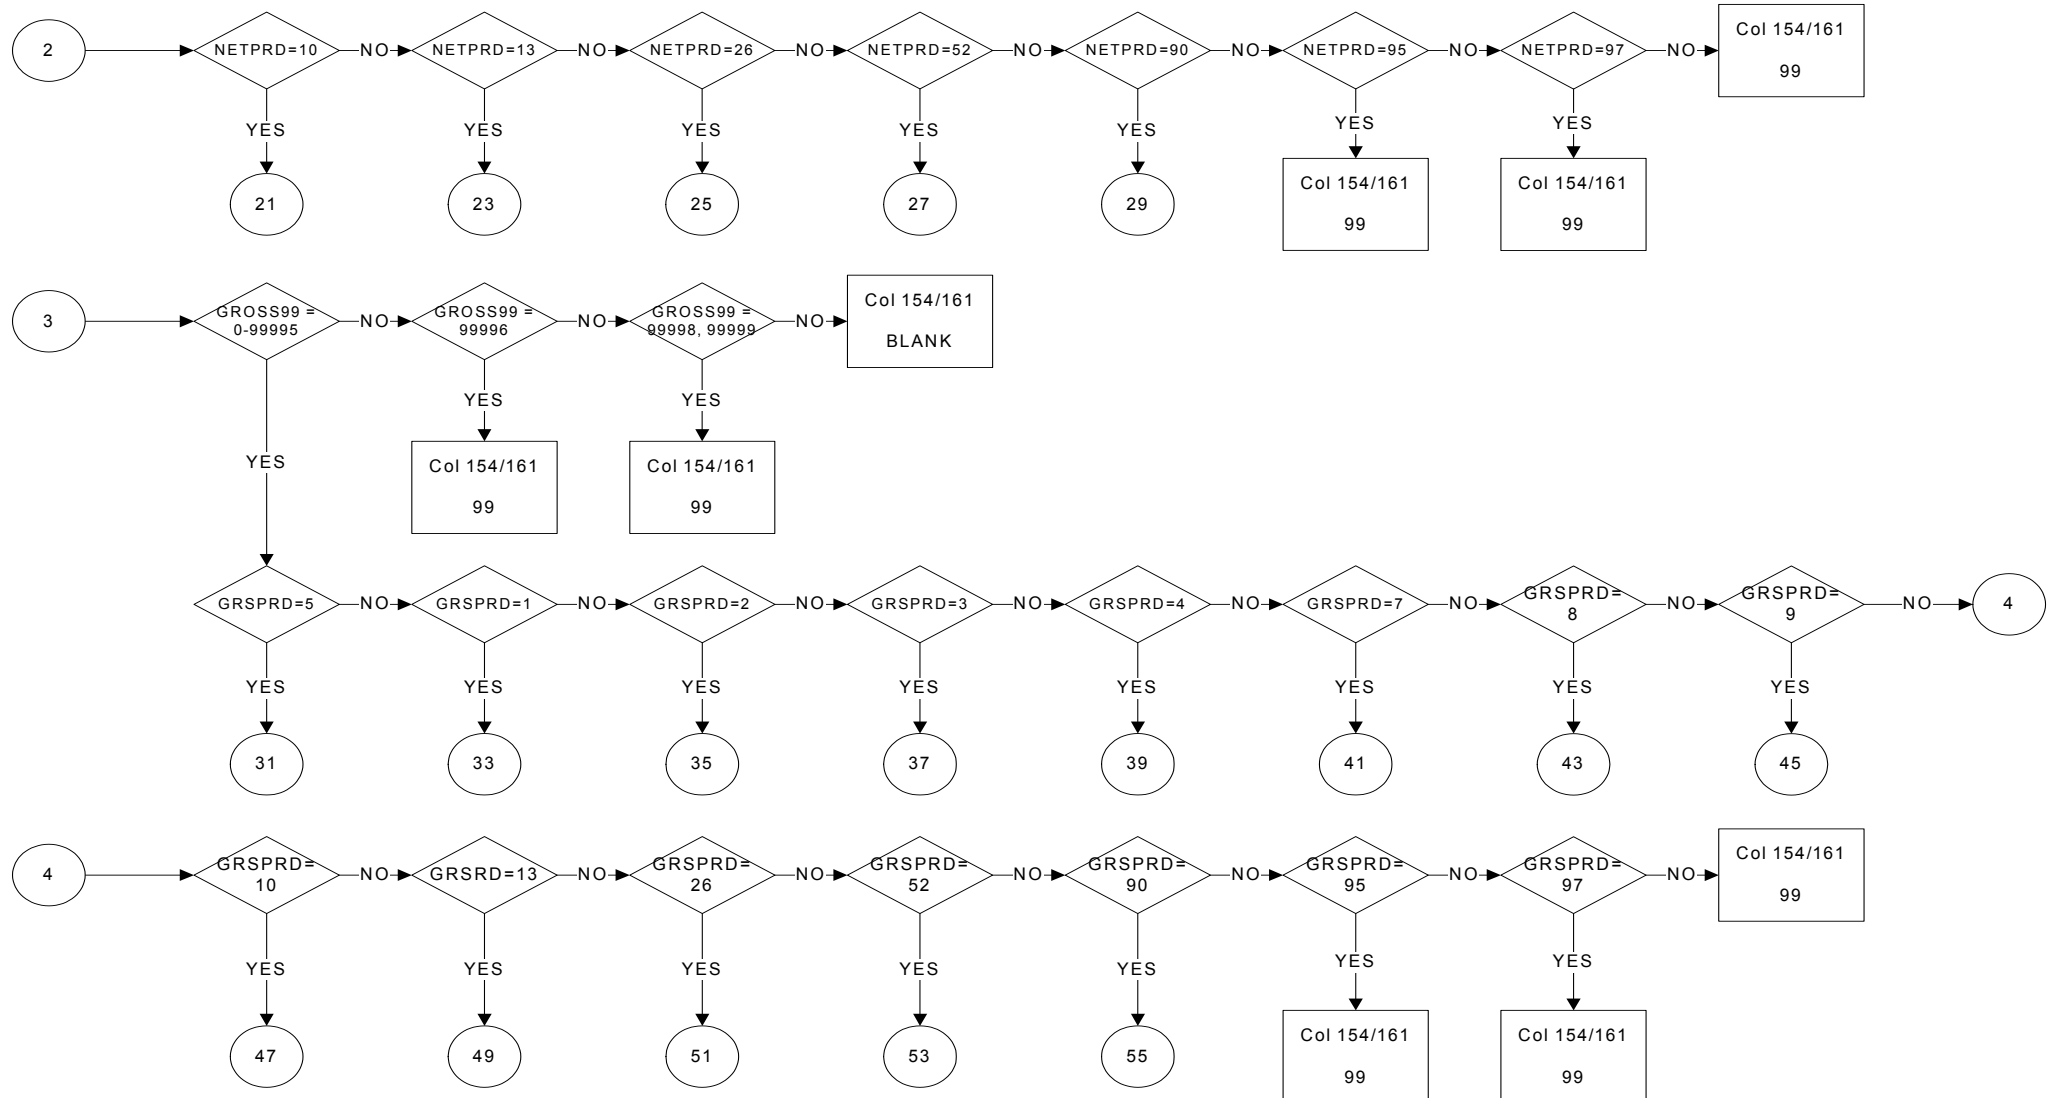 2
NETPRD=10
NO
NETPRD=13
NO
NETPRD=26
NO
NETPRD=52
NO
NETPRD=90
NO
NETPRD=95
NO
NETPRD=97
NO
Col 154/161
99
YES
YES
YES
YES
YES
YES
YES
21
23
25
27
29
Col 154/161
99
Col 154/161
99
3
GROSS99 =
0-99995
NO
GROSS99 =
99996
NO
GROSS99 =
99998, 99999
NO
Col 154/161
BLANK
YES
YES
YES
Col 154/161
99
Col 154/161
99
GRSPRD=5
NO
GRSPRD=1
NO
GRSPRD=2
NO
GRSPRD=3
NO
GRSPRD=4
NO
GRSPRD=7
NO
GRSPRD=
8
NO
GRSPRD=
9
NO
4
YES
YES
YES
YES
YES
YES
YES
YES
31
33
35
37
39
41
43
45
4
GRSPRD=
10
NO
GRSRD=13
NO
GRSPRD=
26
NO
GRSPRD=
52
NO
GRSPRD=
90
NO
GRSPRD=
95
NO
GRSPRD=
97
NO
Col 154/161
99
YES
YES
YES
YES
YES
YES
YES
47
49
51
53
55
Col 154/161
99
Col 154/161
99